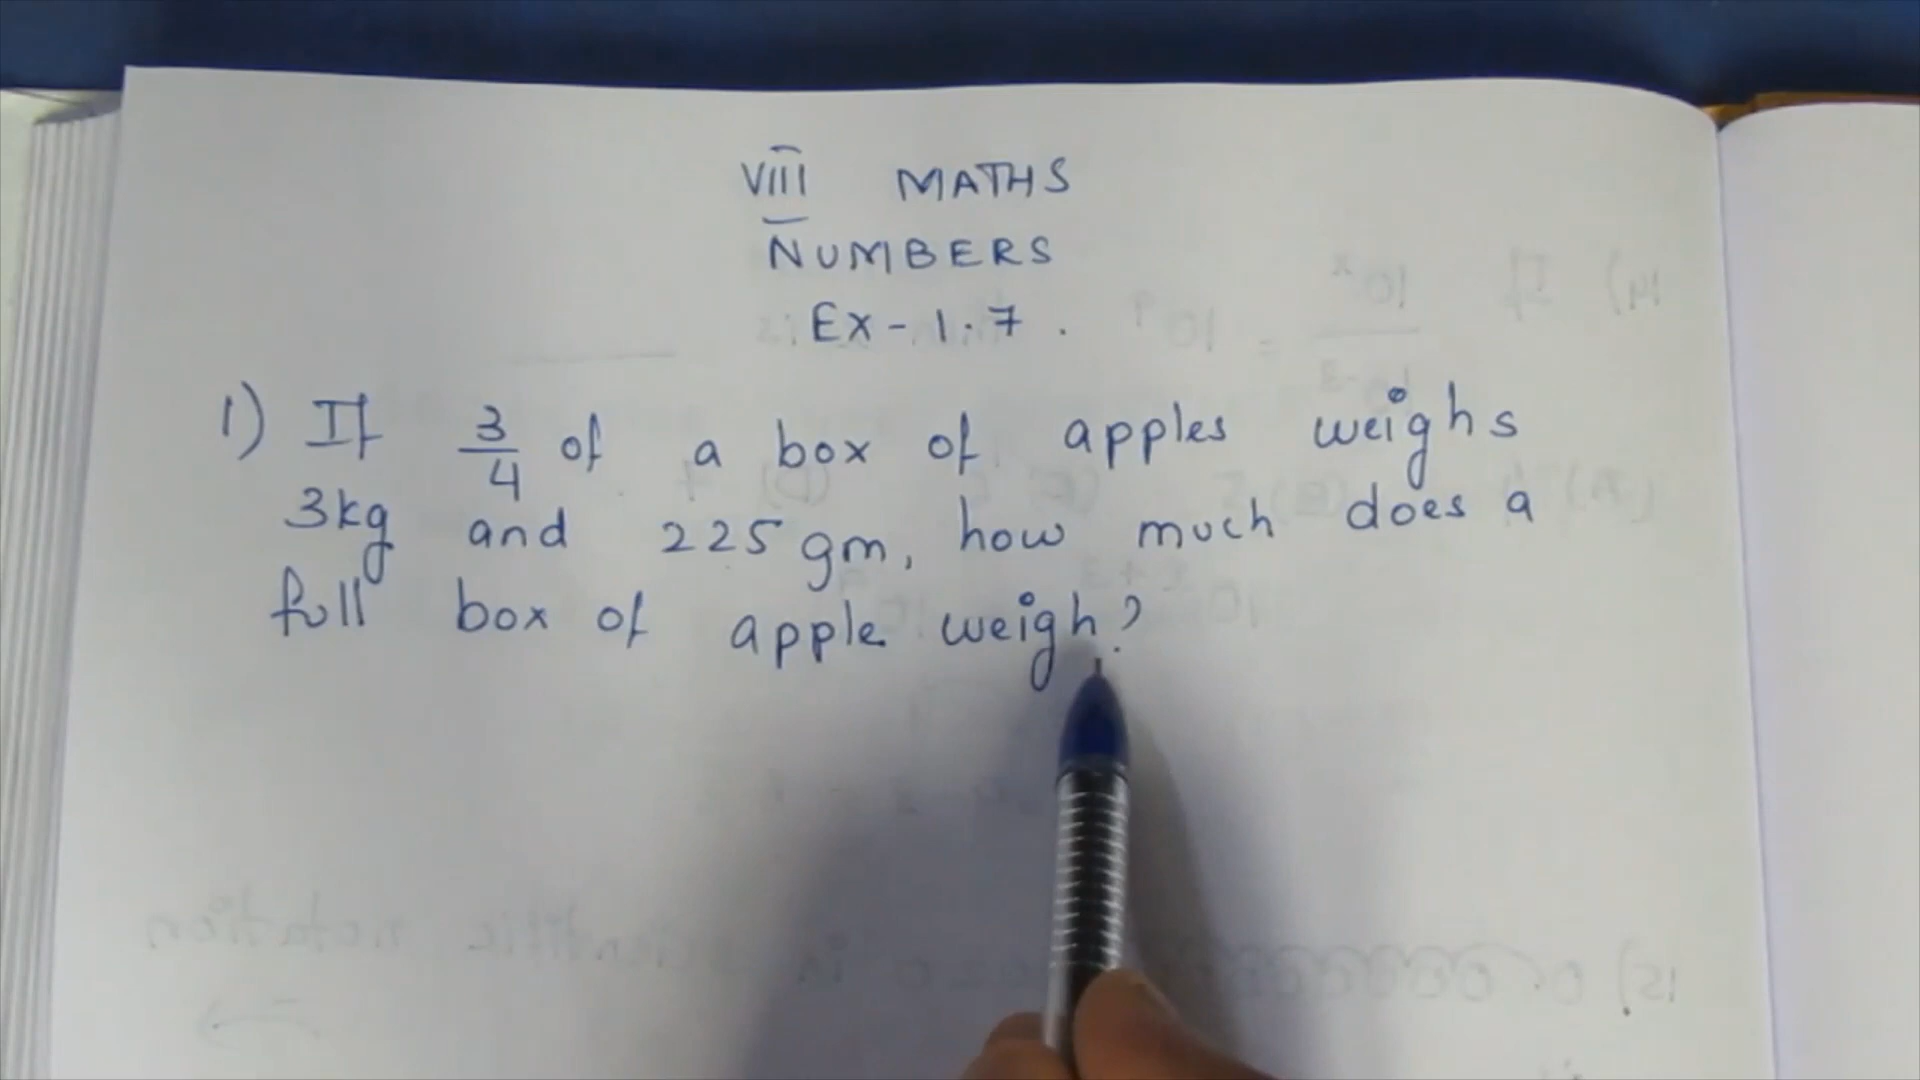 VIII MATHS
NUMBERS
Ex - 1.7.
1) If 3/4 of a box of apples weighs
3kg and 225 gm, how much does a
full box of apple weigh?